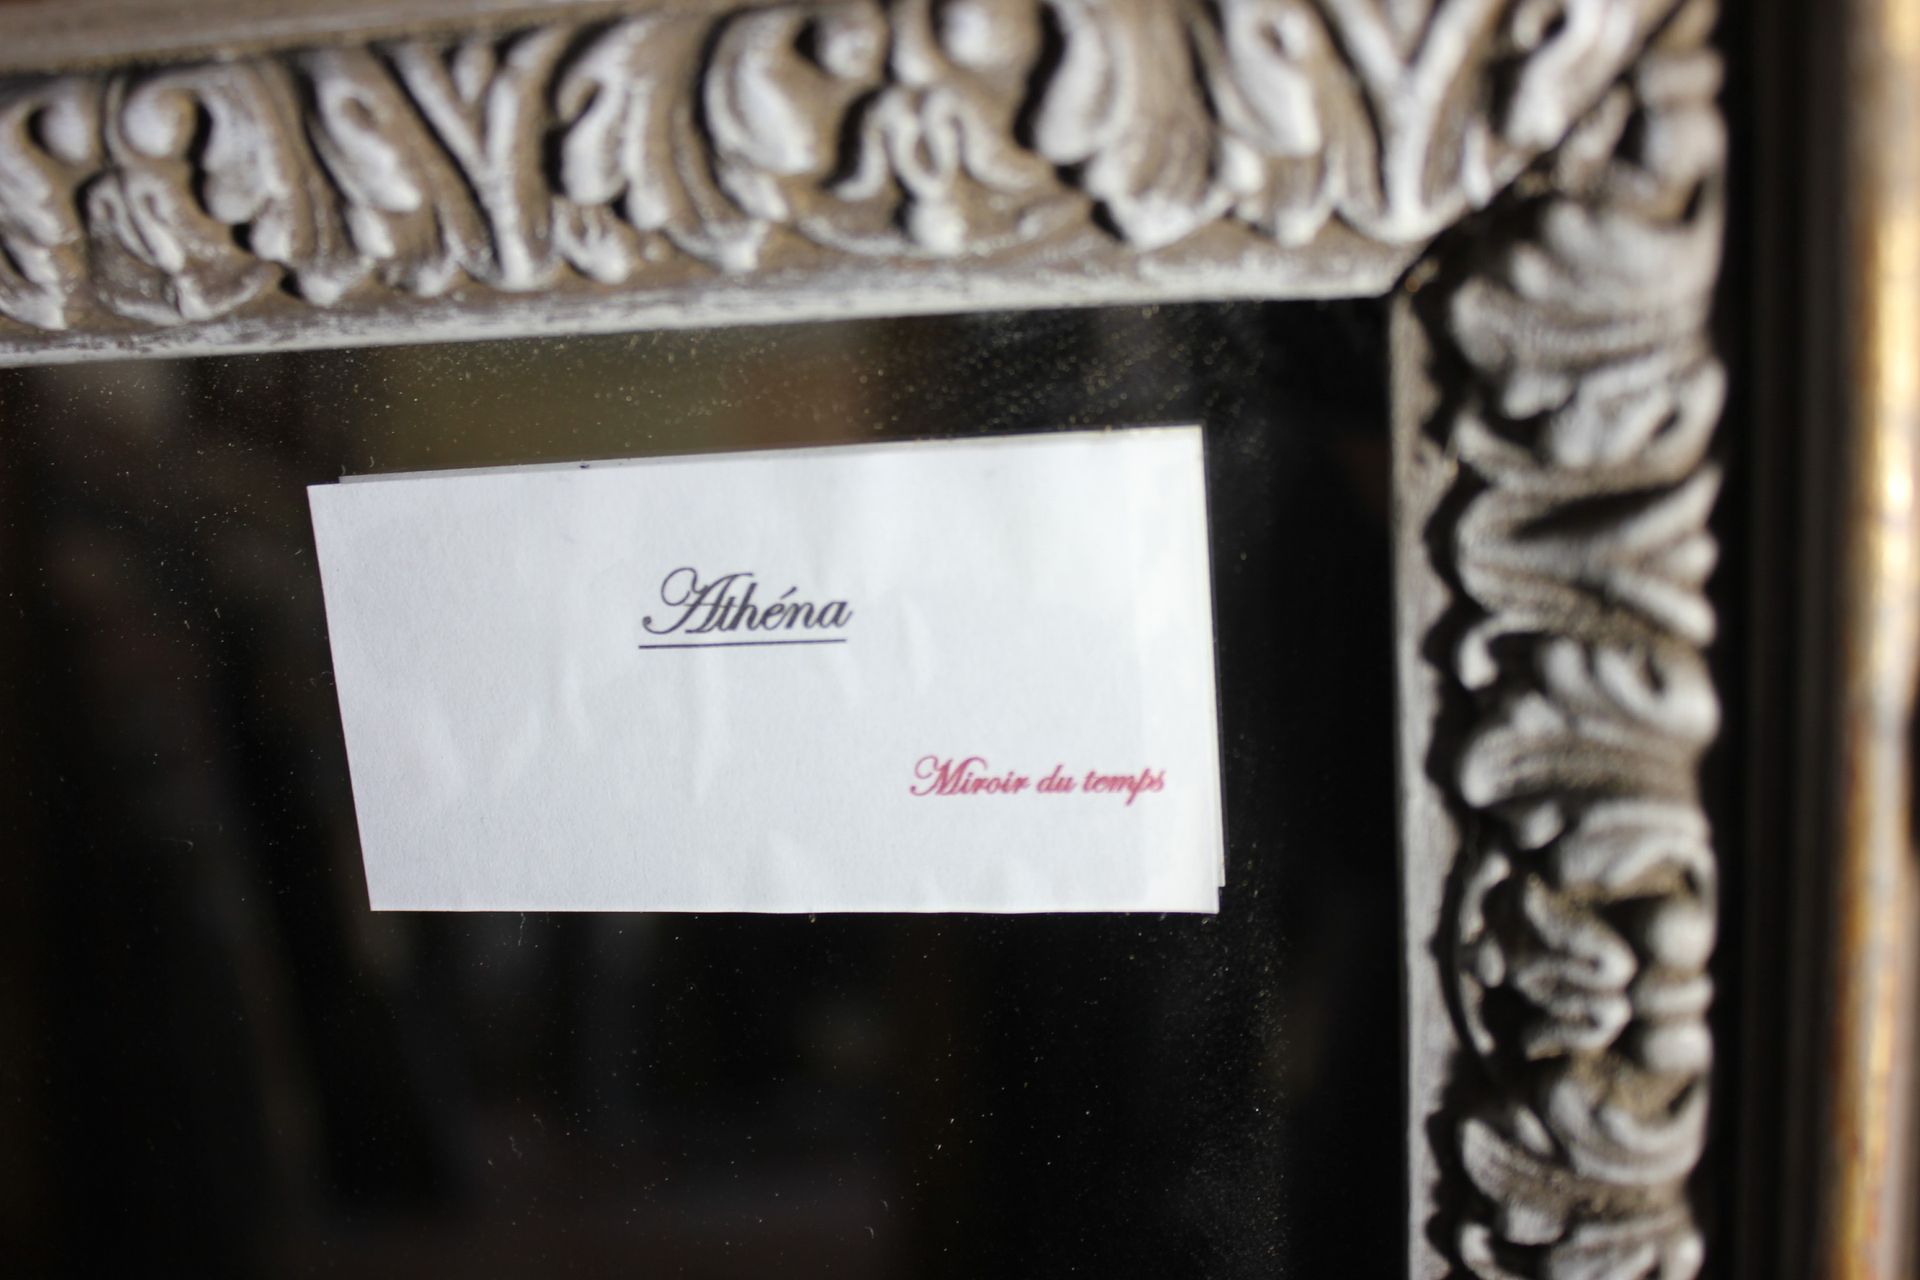 Athéna
Miroir du temps